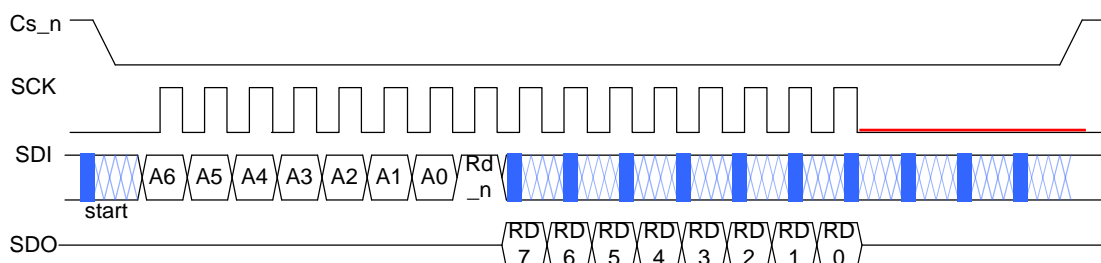 Cs_n
SCK
SDI
A6 A5 A4 A3 A2 A1 A0 Rd
_n
start
SDO
RD RD RD RD RD RD RD RD
7 6 5 4 3 2 1 0